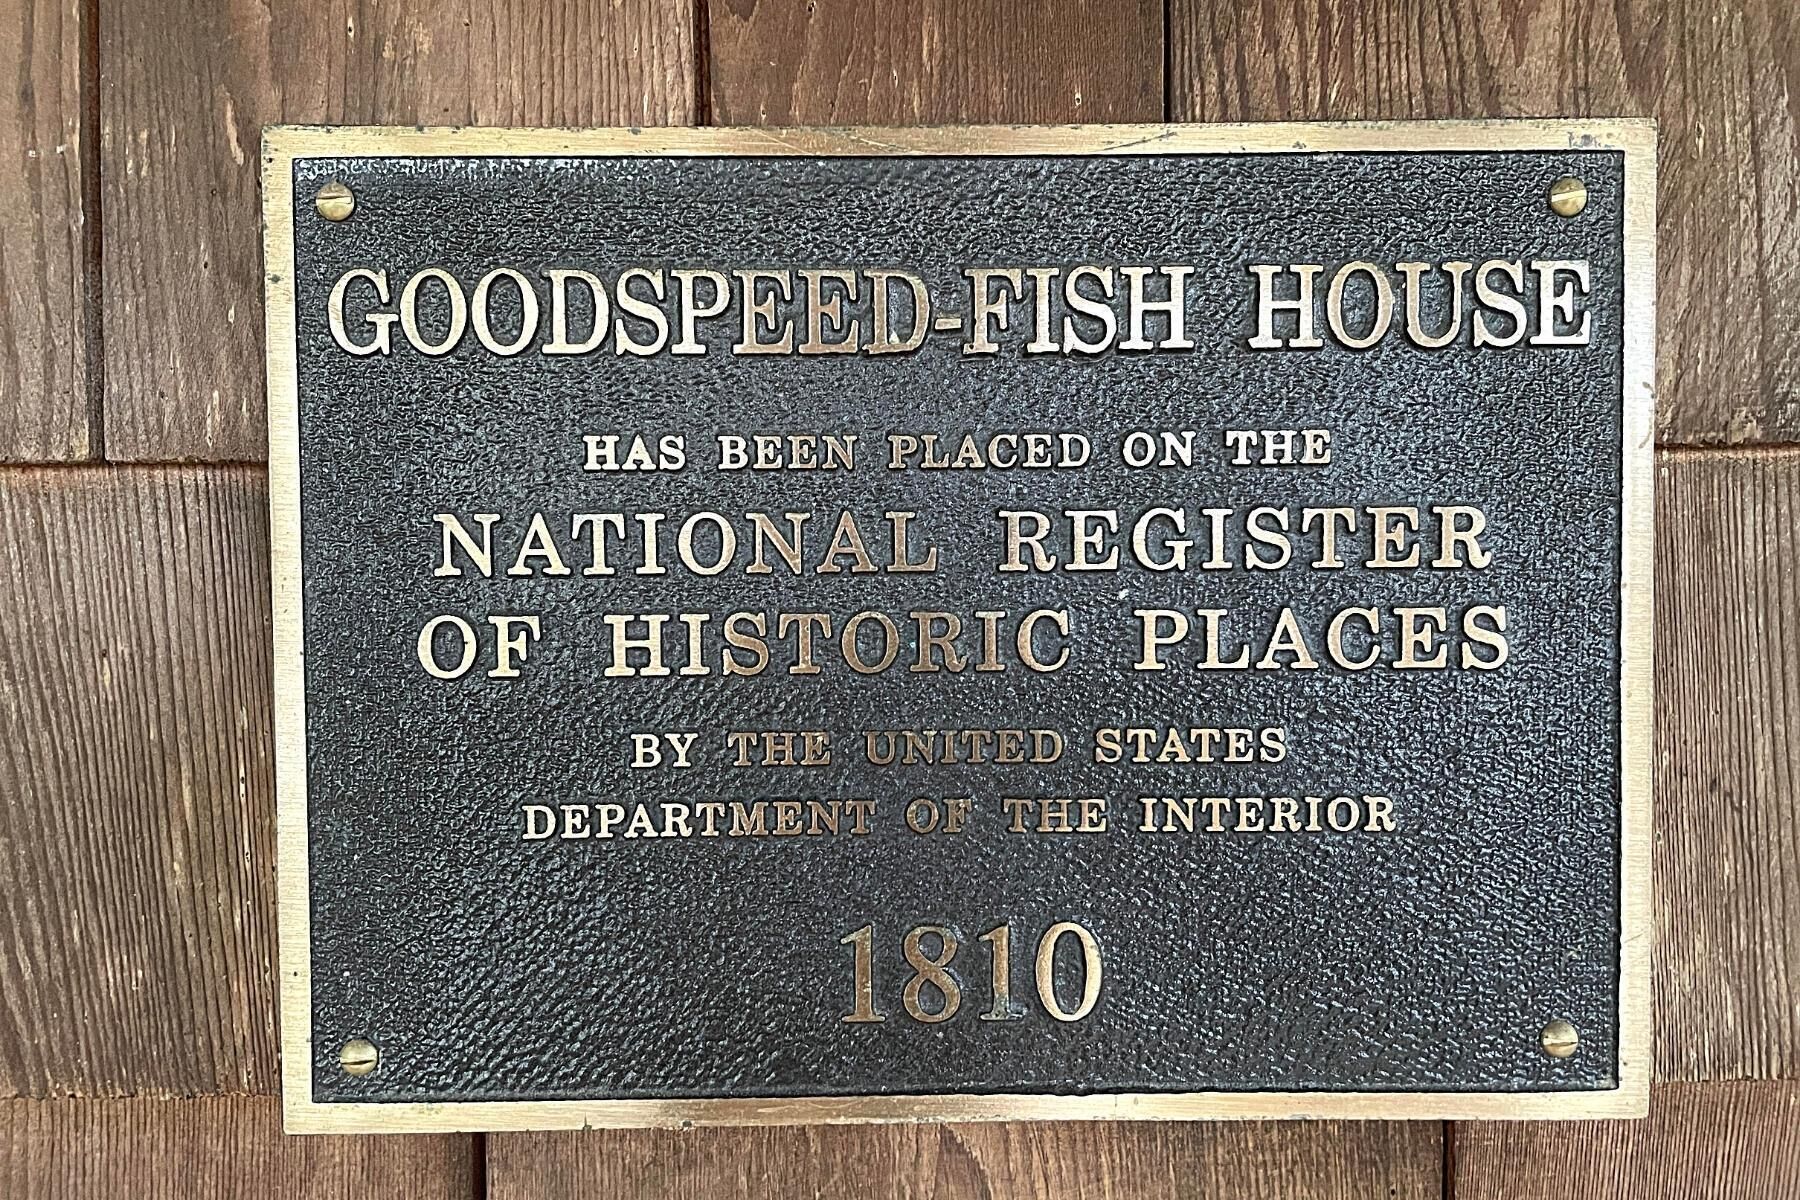 GOODSPEED-FISH HOUSE
HAS BEEN PLACED ON THE
NATIONAL REGISTER
OF HISTORIC PLACES
BY THE UNITED STATES
DEPARTMENT OF THE INTERIOR
1810